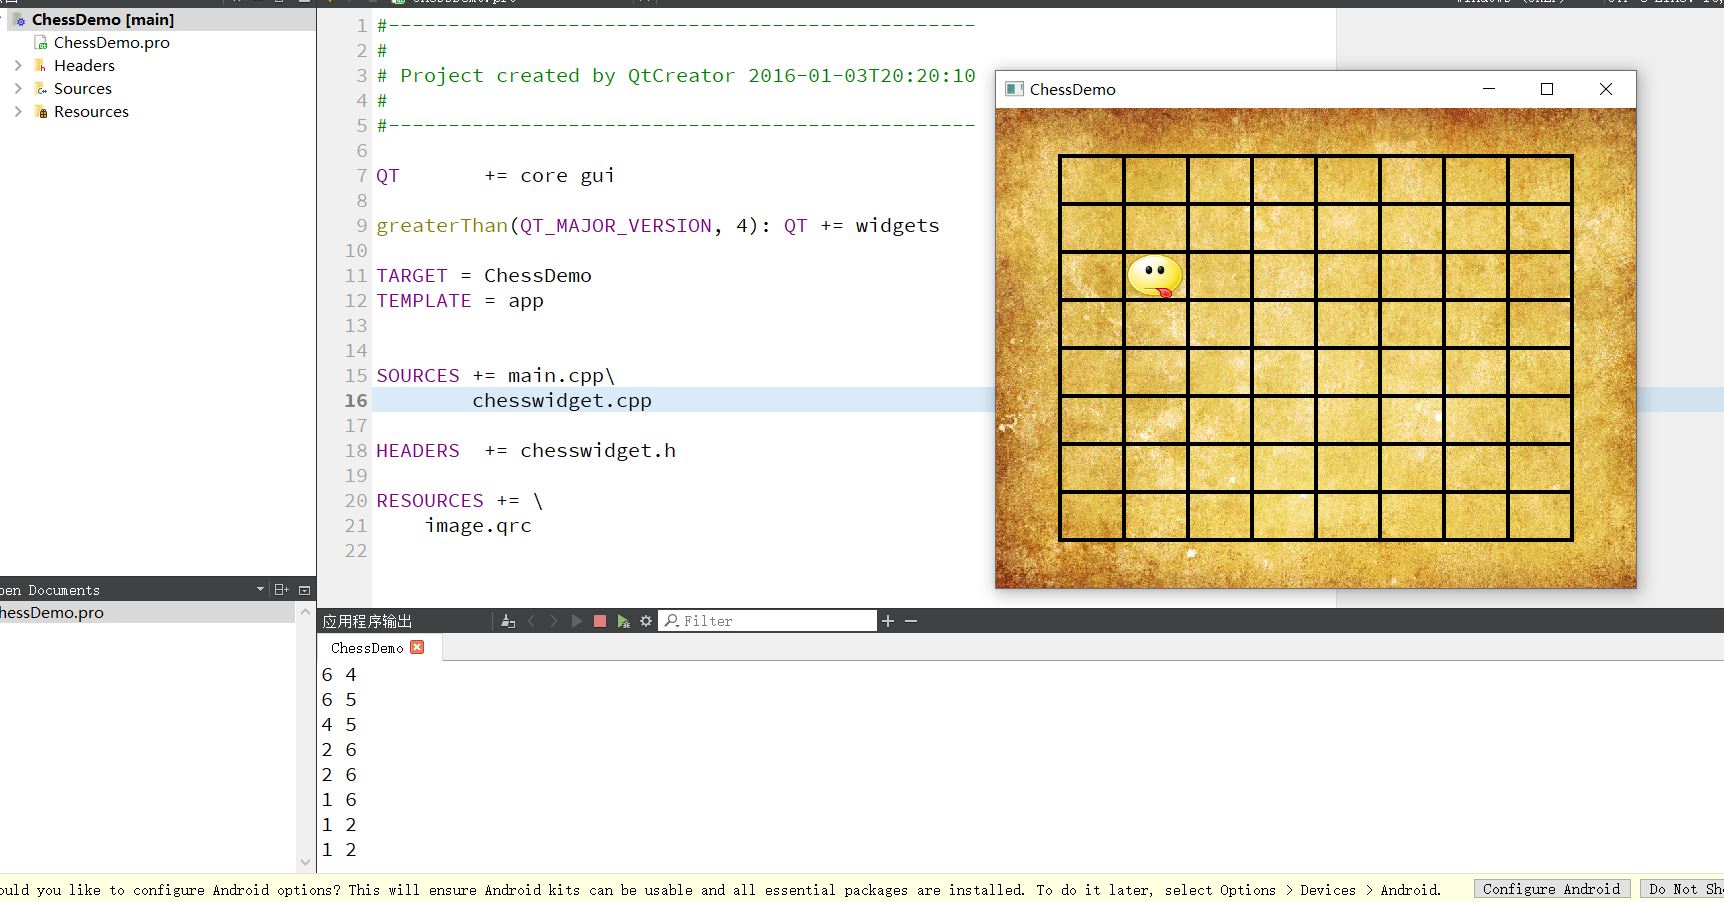 ChessDemo [main]
ChessDemo.pro
Headers
Sources
Resources
1 #-------------------------------------------------
2 #
3 # Project created by QtCreator 2016-01-03T20:20:10
4 #
5 #-------------------------------------------------
6
7 QT       += core gui
8
9 greaterThan(QT_MAJOR_VERSION, 4): QT += widgets
10
11 TARGET = ChessDemo
12 TEMPLATE = app
13
14
15 SOURCES += main.cpp\
16         chesswidget.cpp
17
18 HEADERS  += chesswidget.h
19
20 RESOURCES += \
21     image.qrc
22
ChessDemo
Documents
hessDemo.pro
应用程序输出
Filter
ChessDemo
6 4
6 5
4 5
2 6
2 6
1 6
1 2
1 2
ould you like to configure Android options? This will ensure Android kits can be usable and all essential packages are installed. To do it later, select Options > Devices > Android.
Configure Android
Do Not Sh